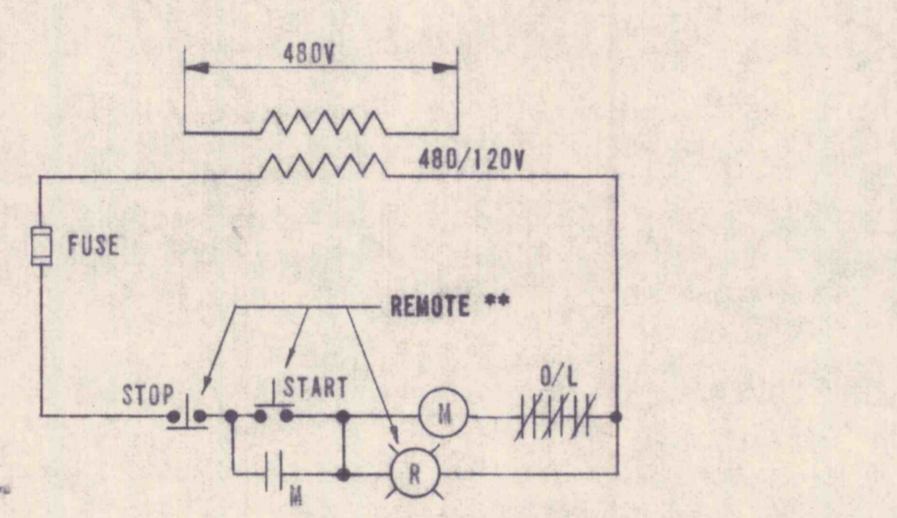 480V
480/120V
FUSE
REMOTE **
STOP
START
O/L
M
M
R